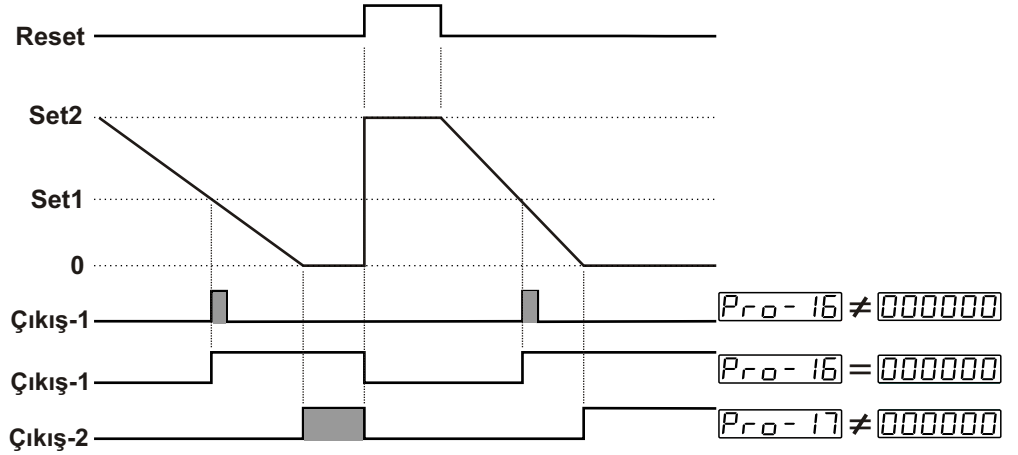 Reset
Set2
Set1
0
Çıkış-1 Pro-16 ≠ 000000
Çıkış-1 Pro-16 = 000000
Çıkış-2 Pro-17 ≠ 000000